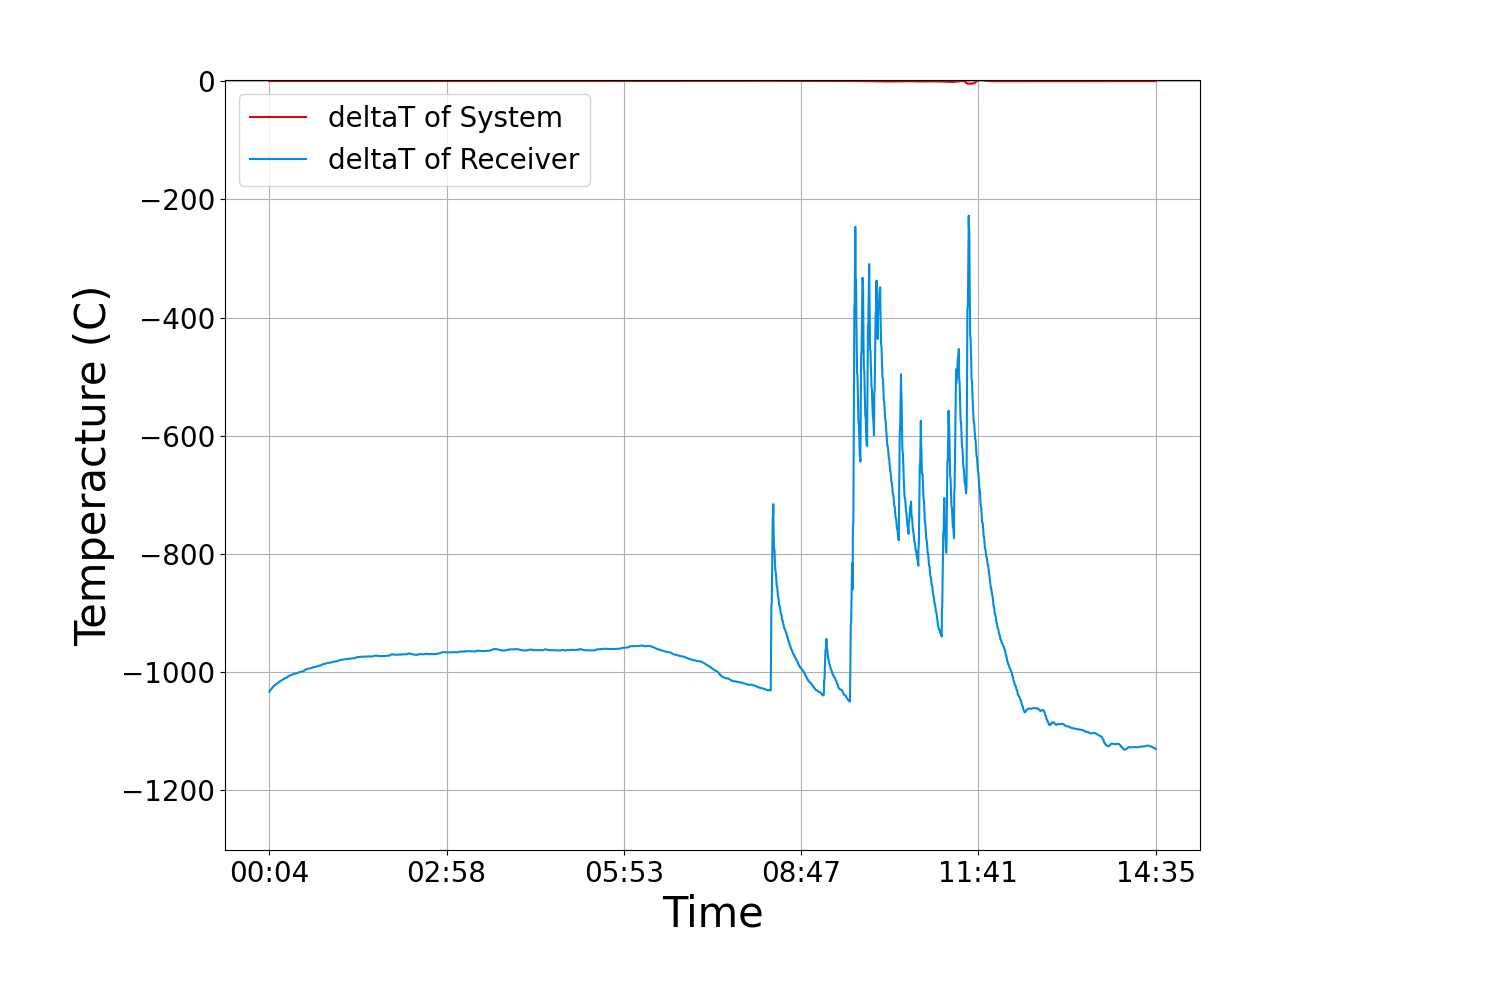 0
−200
−400
−600
−800
−1000
−1200
Temperacture (C)
deltaT of System
deltaT of Receiver
00:04 02:58 05:53 08:47 11:41 14:35
Time